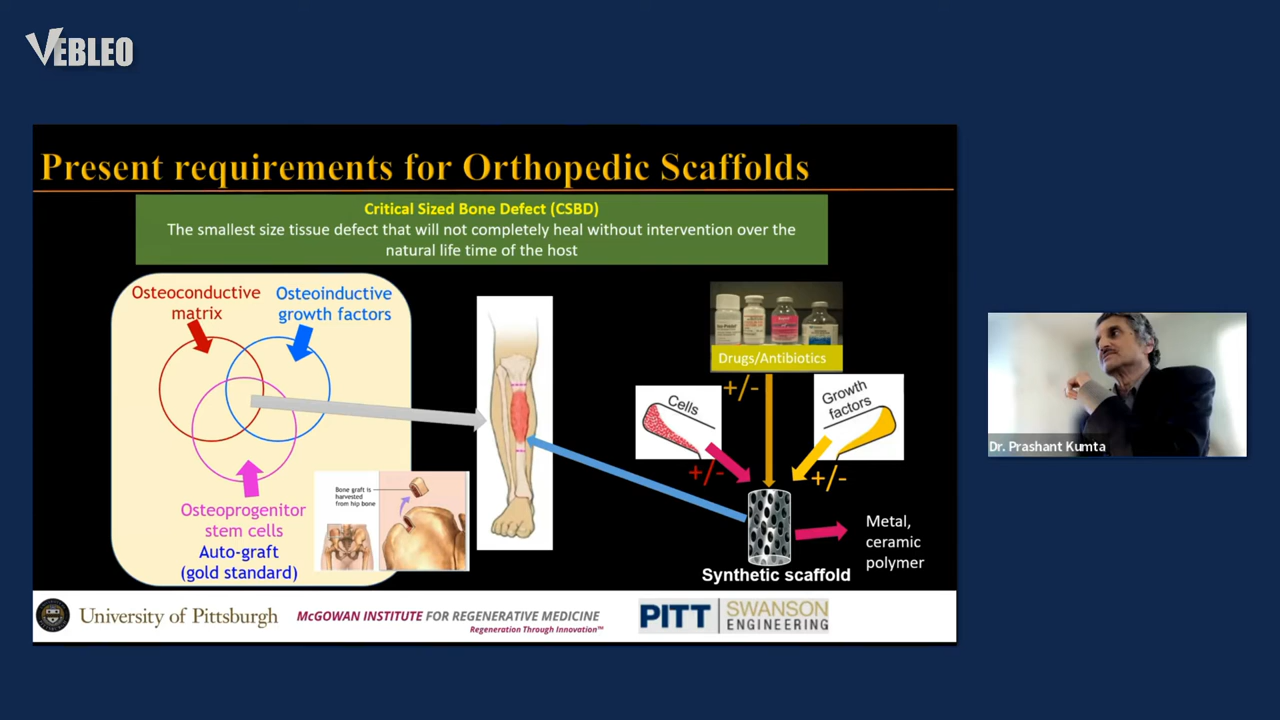 VEBLEO
Present requirements for Orthopedic Scaffolds
Critical Sized Bone Defect (CSBD)
The smallest size tissue defect that will not completely heal without intervention over the
natural life time of the host
Osteoconductive
matrix
Osteoinductive
growth factors
Osteoprogenitor
stem cells
Auto-graft
(gold standard)
Bone graft is
harvested
from hip bone
Drugs/Antibiotics
+/-
Cells
+/-
Growth
factors
+/-
Metal,
ceramic
polymer
Synthetic scaffold
University of Pittsburgh
McGOWAN INSTITUTE FOR REGENERATIVE MEDICINE
Regeneration Through Innovation™
PITT
SWANSON
ENGINEERING
Dr. Prashant Kumta